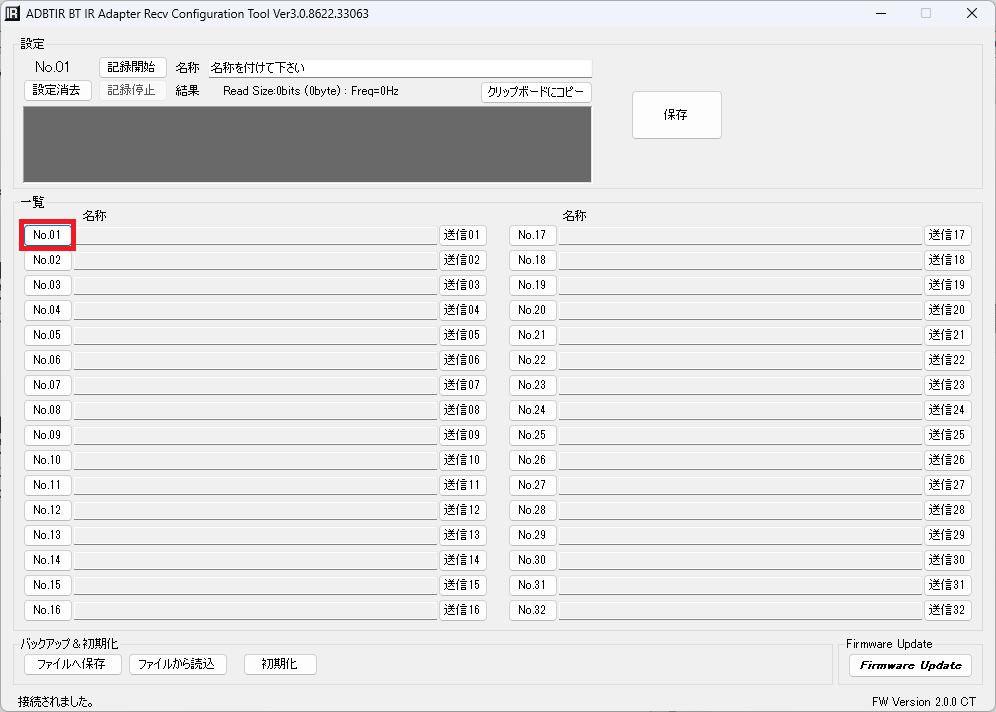 IR ADBTIR BT IR Adapter Recv Configuration Tool Ver3.0.8622.33063
設定
No.01 記録開始 名称 名称を付けて下さい
設定消去 記録停止 結果 Read Size:0bits (0byte) : Freq=0Hz クリップボードにコピー
保存
一覧
名称 名称
No.01 送信01 No.17 送信17
No.02 送信02 No.18 送信18
No.03 送信03 No.19 送信19
No.04 送信04 No.20 送信20
No.05 送信05 No.21 送信21
No.06 送信06 No.22 送信22
No.07 送信07 No.23 送信23
No.08 送信08 No.24 送信24
No.09 送信09 No.25 送信25
No.10 送信10 No.26 送信26
No.11 送信11 No.27 送信27
No.12 送信12 No.28 送信28
No.13 送信13 No.29 送信29
No.14 送信14 No.30 送信30
No.15 送信15 No.31 送信31
No.16 送信16 No.32 送信32
バックアップ&初期化 Firmware Update
ファイルへ保存 ファイルから読込 初期化 Firmware Update
接続されました。 FW Version 2.0.0 CT